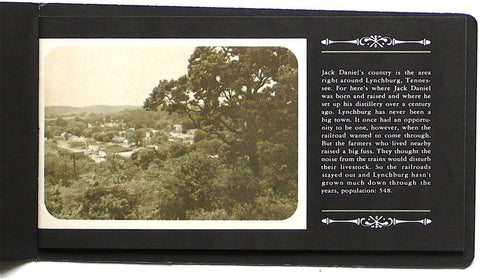 Jack Daniel's country is the area
right around Lynchburg, Tennes-
see. For here's where Jack Daniel
was born and raised and where he
set up his distillery over a century
ago. Lynchburg has never been a
big town. It once had an opportu-
nity to be one, however, when the
railroad wanted to come through.
But the farmers who lived nearby
raised a big fuss. They thought the
noise from the trains would disturb
their livestock. So the railroads
stayed out and Lynchburg hasn't
grown much down through the
years, population: 548.